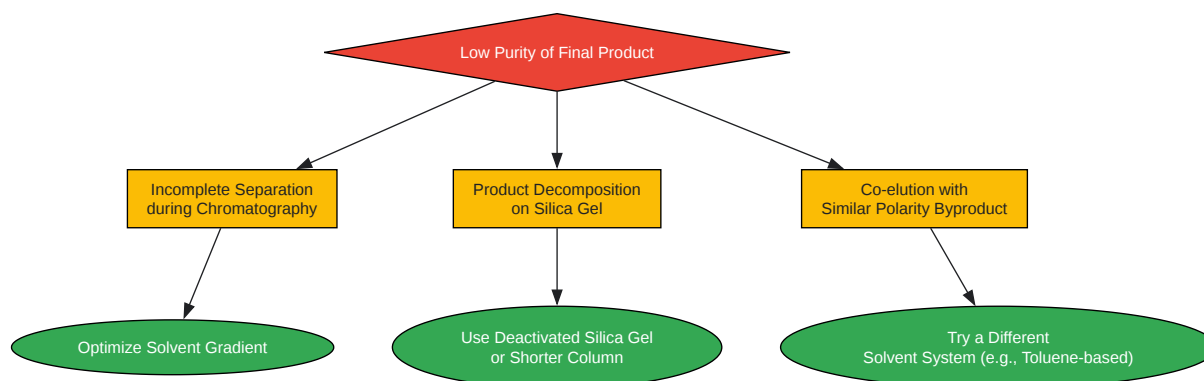 Low Purity of Final Product
Incomplete Separation
during Chromatography
Product Decomposition
on Silica Gel
Co-elution with
Similar Polarity Byproduct
Optimize Solvent Gradient
Use Deactivated Silica Gel
or Shorter Column
Try a Different
Solvent System (e.g., Toluene-based)